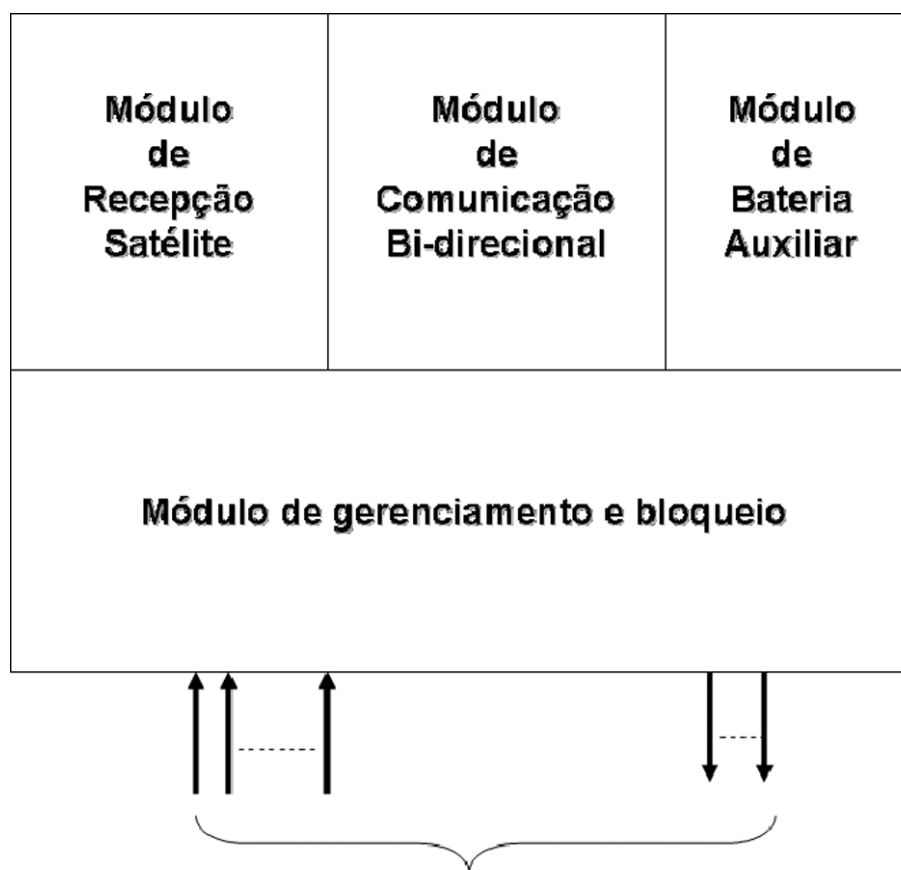 Módulo
de
Recepção
Satélite
Módulo
de
Comunicação
Bi-direcional
Módulo
de
Bateria
Auxiliar
Módulo de gerenciamento e bloqueio